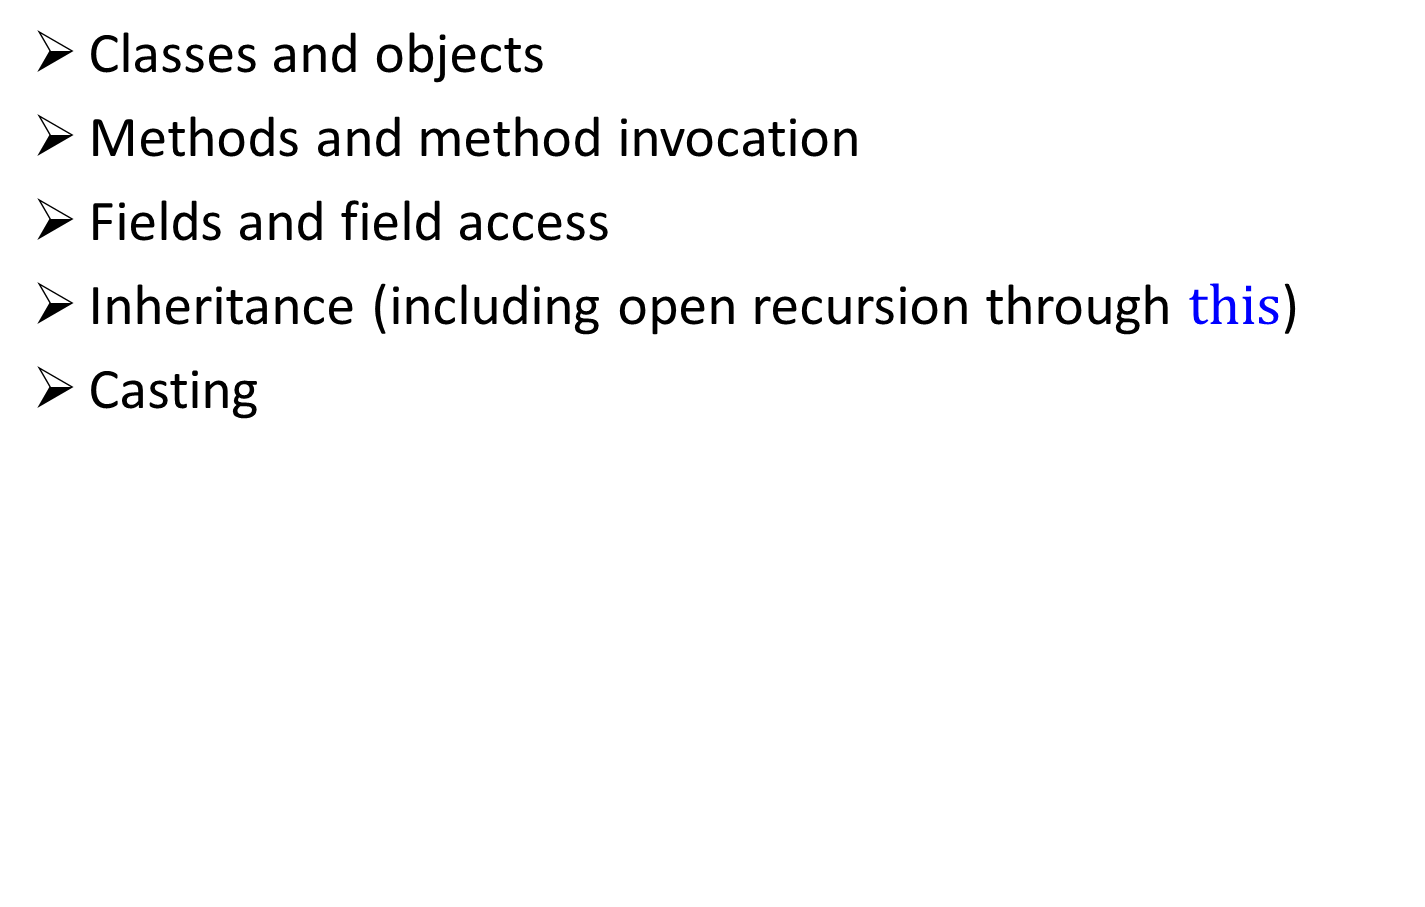 ➢ Classes and objects
➢ Methods and method invocation
➢ Fields and field access
➢ Inheritance (including open recursion through this)
➢ Casting